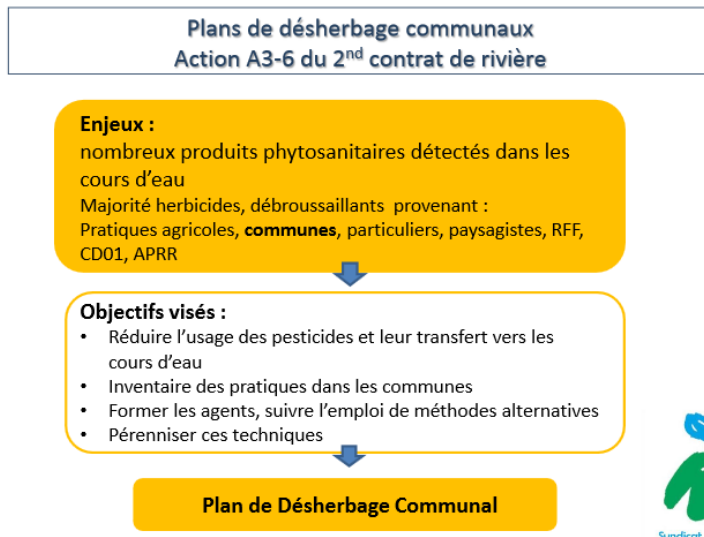 Plans de désherbage communaux
Action A3-6 du 2nd contrat de rivière
Enjeux :
nombreux produits phytosanitaires détectés dans les
cours d’eau
Majorité herbicides, débroussaillants provenant :
Pratiques agricoles, communes, particuliers, paysagistes, RFF,
CD01, APRR
Objectifs visés :
• Réduire l’usage des pesticides et leur transfert vers les
cours d’eau
• Inventaire des pratiques dans les communes
• Former les agents, suivre l’emploi de méthodes alternatives
• Pérenniser ces techniques
Plan de Désherbage Communal
Syndicat